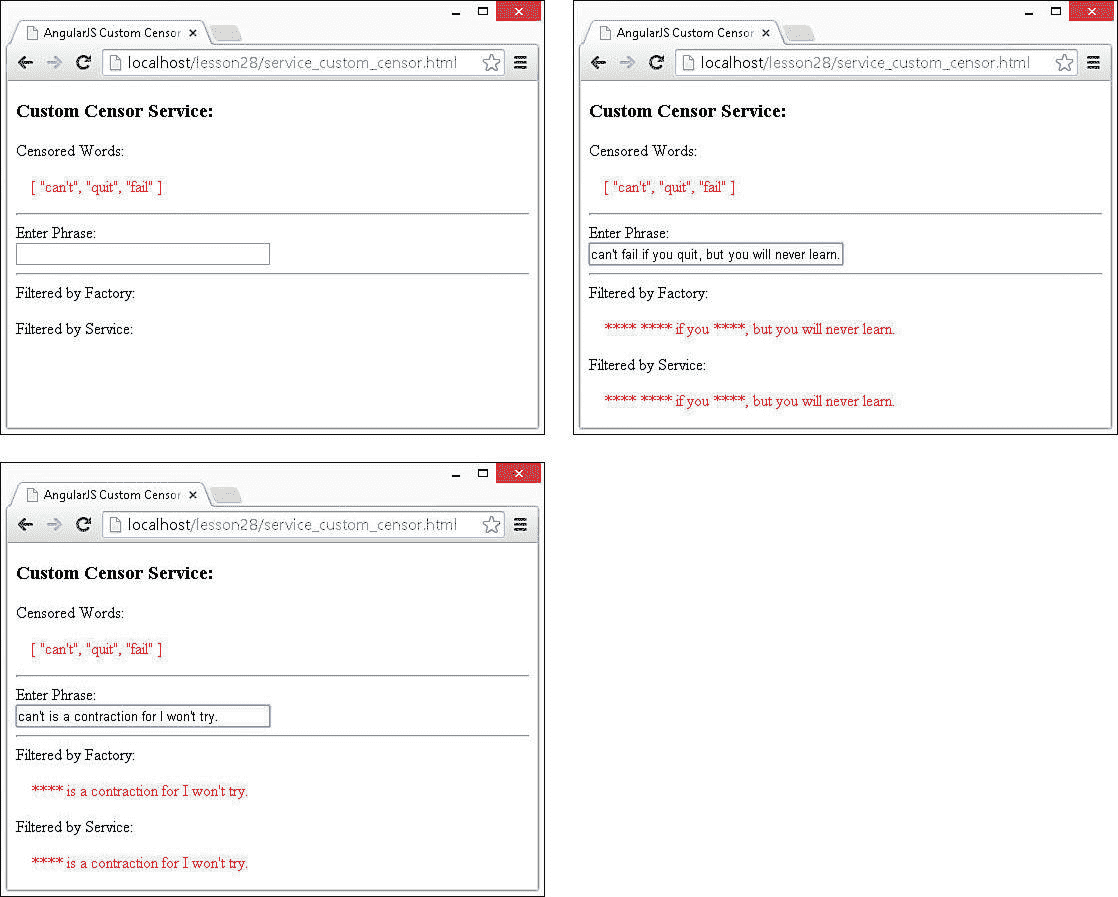 AngularJS Custom Censor
localhost/lesson28/service_custom_censor.html
Custom Censor Service:
Censored Words:
[ "can't", "quit", "fail" ]
Enter Phrase:
Filtered by Factory:
Filtered by Service:
AngularJS Custom Censor
localhost/lesson28/service_custom_censor.html
Custom Censor Service:
Censored Words:
[ "can't", "quit", "fail" ]
Enter Phrase:
can't fail if you quit, but you will never learn.
Filtered by Factory:
**** **** if you ****, but you will never learn.
Filtered by Service:
**** **** if you ****, but you will never learn.
AngularJS Custom Censor
localhost/lesson28/service_custom_censor.html
Custom Censor Service:
Censored Words:
[ "can't", "quit", "fail" ]
Enter Phrase:
can't is a contraction for I won't try.
Filtered by Factory:
**** is a contraction for I won't try.
Filtered by Service:
**** is a contraction for I won't try.